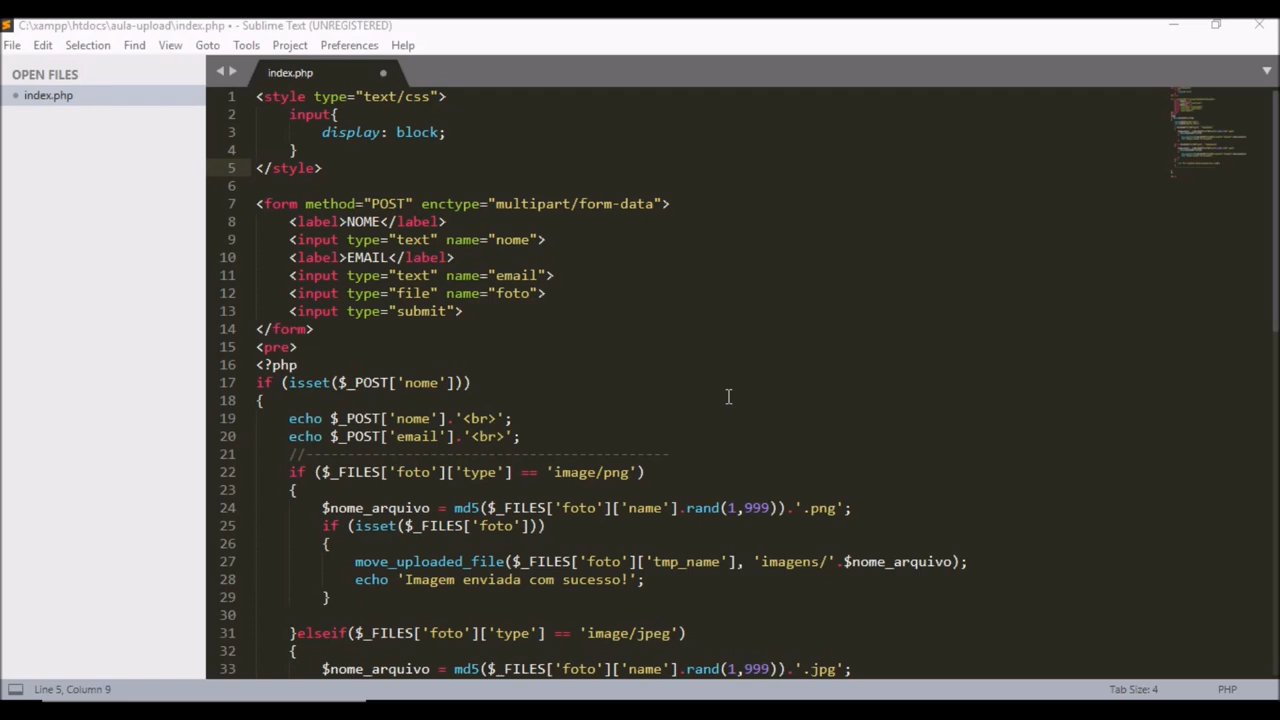 C:\xampp\htdocs\aula-upload\index.php • - Sublime Text (UNREGISTERED)
File Edit Selection Find View Goto Tools Project Preferences Help
OPEN FILES
index.php
index.php
1 <style type="text/css">
2     input{
3         display: block;
4     }
5 </style>
6
7 <form method="POST" enctype="multipart/form-data">
8     <label>NOME</label>
9     <input type="text" name="nome">
10     <label>EMAIL</label>
11     <input type="text" name="email">
12     <input type="file" name="foto">
13     <input type="submit">
14 </form>
15 <pre>
16 <?php
17 if (isset($_POST['nome']))
18 {
19     echo $_POST['nome'].'<br>';
20     echo $_POST['email'].'<br>';
21     //--------------------------------------------
22     if ($_FILES['foto']['type'] == 'image/png')
23     {
24         $nome_arquivo = md5($_FILES['foto']['name'].rand(1,999)).'.png';
25         if (isset($_FILES['foto']))
26         {
27             move_uploaded_file($_FILES['foto']['tmp_name'], 'imagens/'.$nome_arquivo);
28             echo 'Imagem enviada com sucesso!';
29         }
30
31     }elseif($_FILES['foto']['type'] == 'image/jpeg')
32     {
33         $nome_arquivo = md5($_FILES['foto']['name'].rand(1,999)).'.jpg';
Line 5, Column 9 Tab Size: 4 PHP